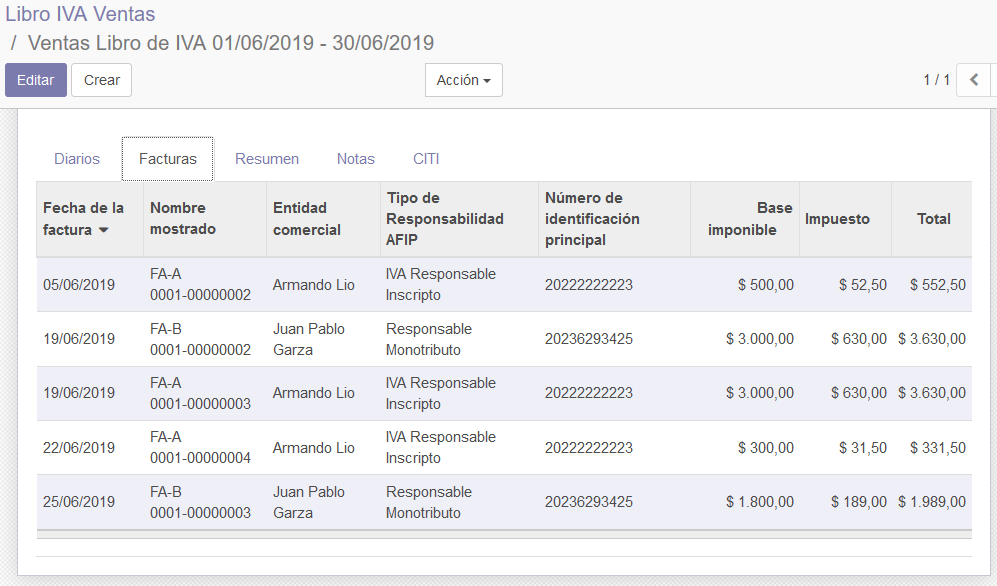 Libro IVA Ventas
/ Ventas Libro de IVA 01/06/2019 - 30/06/2019
Editar Crear Acción 1 / 1
Diarios Facturas Resumen Notas CITI
Fecha de la factura Nombre mostrado Entidad comercial Tipo de Responsabilidad AFIP Número de identificación principal Base imponible Impuesto Total
05/06/2019 FA-A 0001-00000002 Armando Lio IVA Responsable Inscripto 20222222223 $ 500,00 $ 52,50 $ 552,50
19/06/2019 FA-B 0001-00000002 Juan Pablo Garza Responsable Monotributo 20236293425 $ 3.000,00 $ 630,00 $ 3.630,00
19/06/2019 FA-A 0001-00000003 Armando Lio IVA Responsable Inscripto 20222222223 $ 3.000,00 $ 630,00 $ 3.630,00
22/06/2019 FA-A 0001-00000004 Armando Lio IVA Responsable Inscripto 20222222223 $ 300,00 $ 31,50 $ 331,50
25/06/2019 FA-B 0001-00000003 Juan Pablo Garza Responsable Monotributo 20236293425 $ 1.800,00 $ 189,00 $ 1.989,00